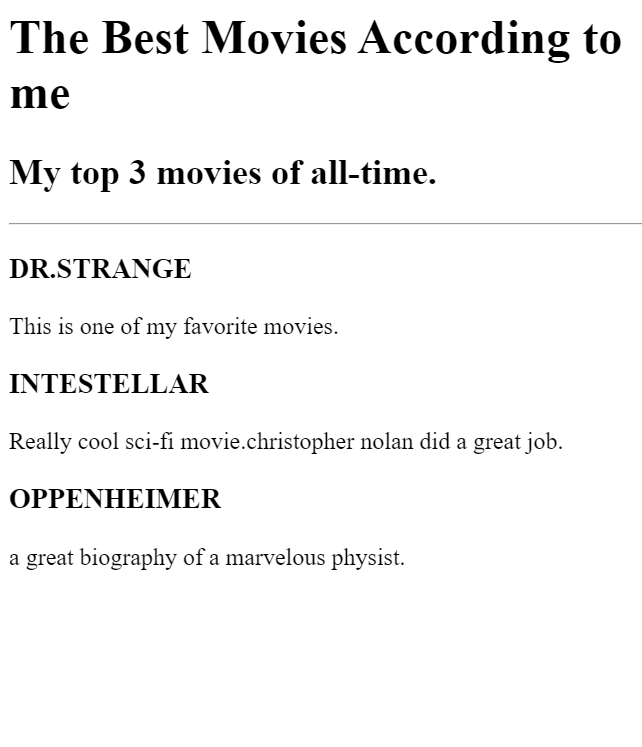 The Best Movies According to
me
My top 3 movies of all-time.
DR.STRANGE
This is one of my favorite movies.
INTESTELLAR
Really cool sci-fi movie.christopher nolan did a great job.
OPPENHEIMER
a great biography of a marvelous physist.